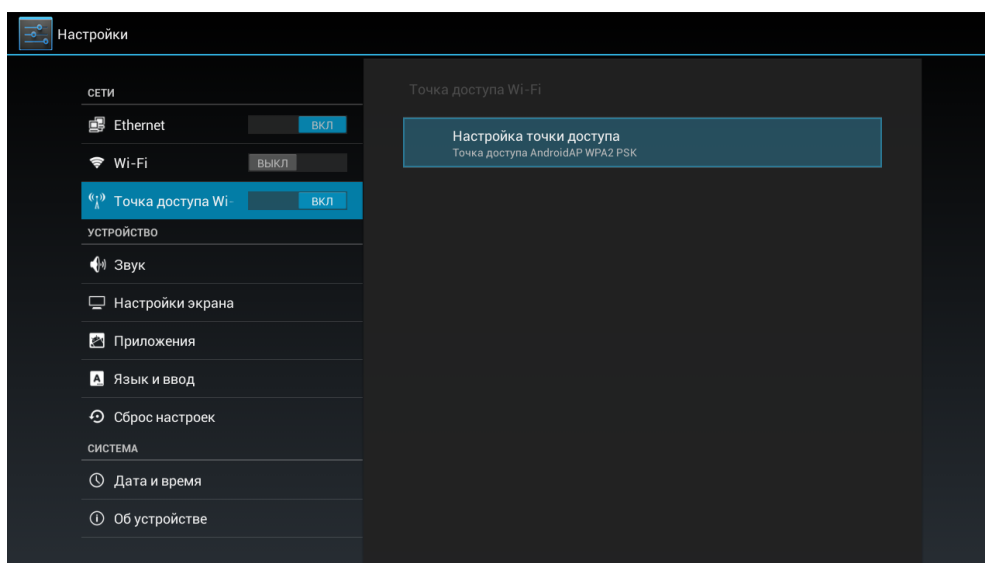 Настройки
СЕТИ
Ethernet
ВКЛ
Wi-Fi
ВЫКЛ
Точка доступа Wi-
ВКЛ
УСТРОЙСТВО
Звук
Настройки экрана
Приложения
Язык и ввод
Сброс настроек
СИСТЕМА
Дата и время
Об устройстве
Точка доступа Wi-Fi
Настройка точки доступа
Точка доступа AndroidAP WPA2 PSK